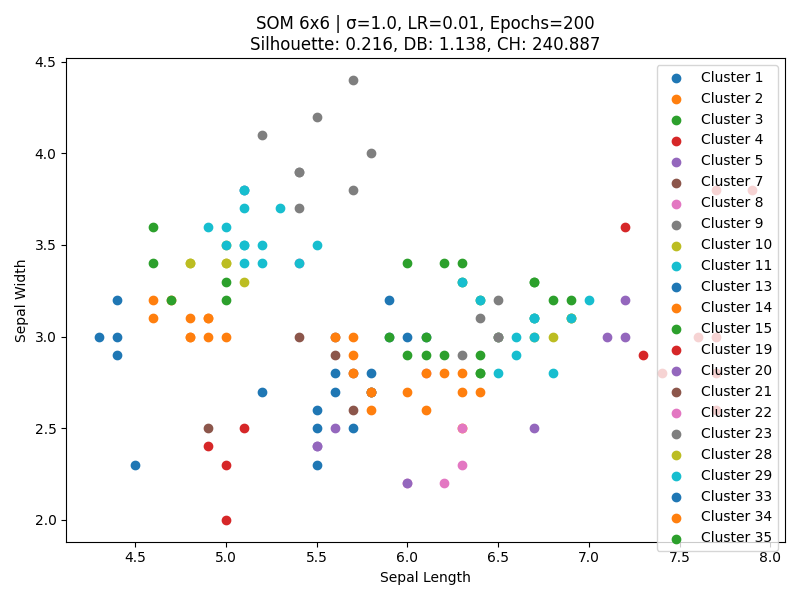 SOM 6x6 | σ=1.0, LR=0.01, Epochs=200
Silhouette: 0.216, DB: 1.138, CH: 240.887
4.5
4.0
3.5
3.0
2.5
2.0
Sepal Width
Cluster 1
Cluster 2
Cluster 3
Cluster 4
Cluster 5
Cluster 7
Cluster 8
Cluster 9
Cluster 10
Cluster 11
Cluster 13
Cluster 14
Cluster 15
Cluster 19
Cluster 20
Cluster 21
Cluster 22
Cluster 23
Cluster 28
Cluster 29
Cluster 33
Cluster 34
Cluster 35
4.5 5.0 5.5 6.0 6.5 7.0 7.5 8.0
Sepal Length